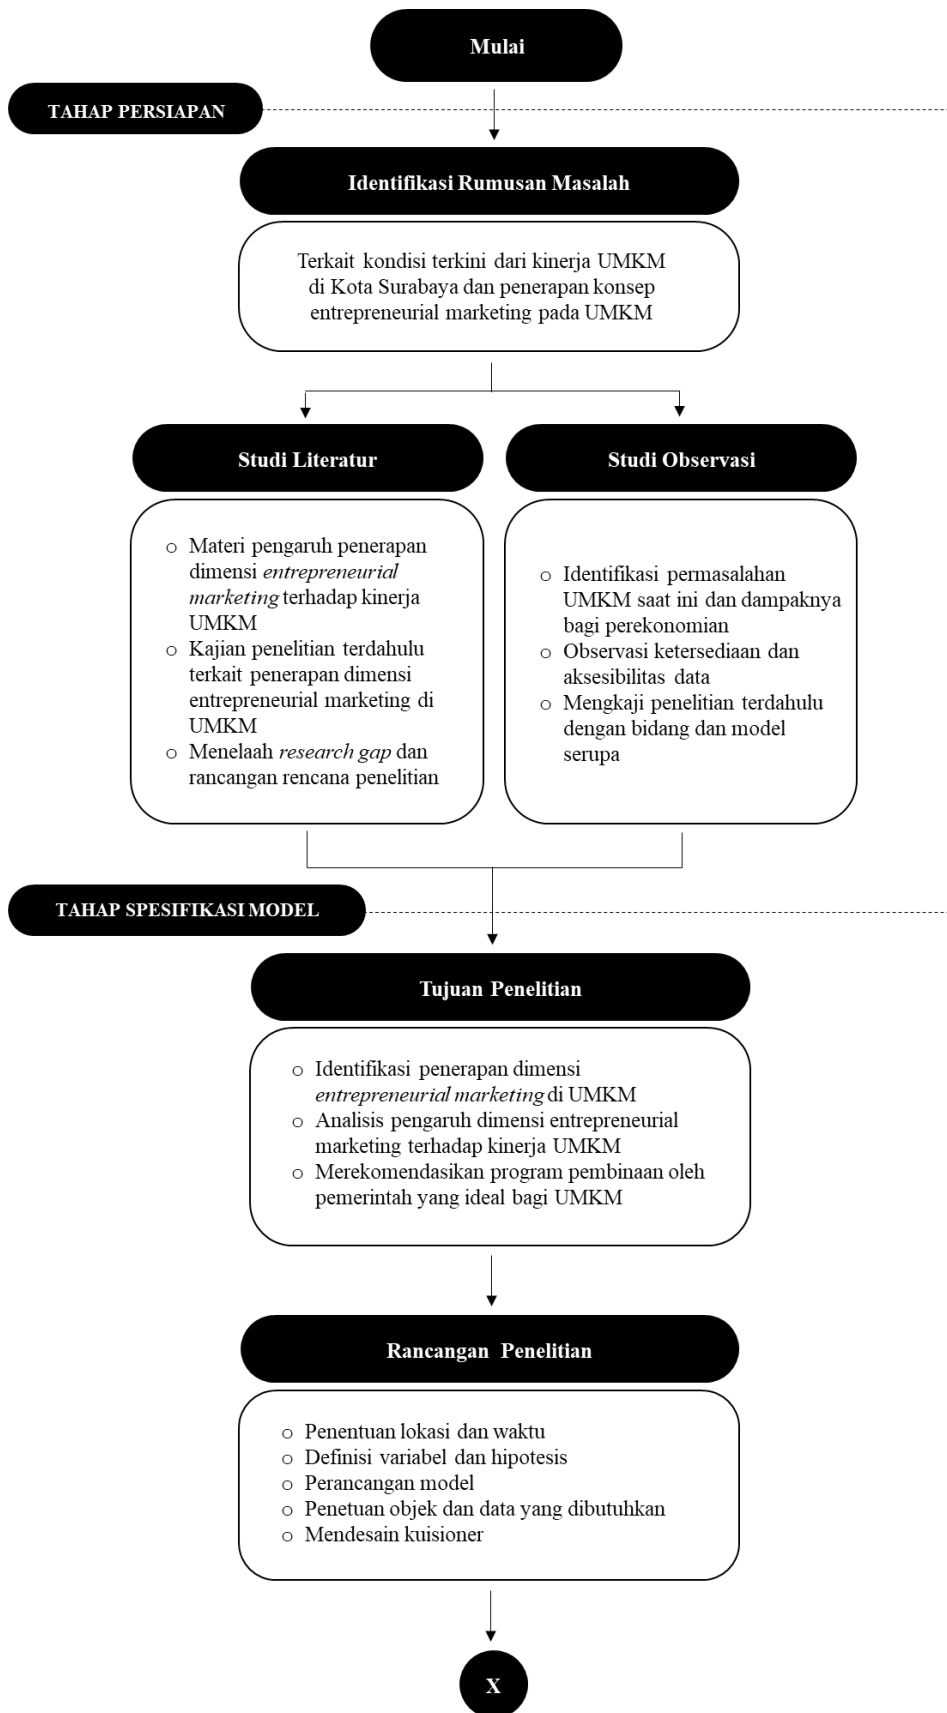 Mulai
TAHAP PERSIAPAN
Identifikasi Rumusan Masalah
Terkait kondisi terkini dari kinerja UMKM
di Kota Surabaya dan penerapan konsep
entrepreneurial marketing pada UMKM
Studi Literatur
o Materi pengaruh penerapan
dimensi entrepreneurial
marketing terhadap kinerja
UMKM
o Kajian penelitian terdahulu
terkait penerapan dimensi
entrepreneurial marketing di
UMKM
o Menelaah research gap dan
rancangan rencana penelitian
Studi Observasi
o Identifikasi permasalahan
UMKM saat ini dan dampaknya
bagi perekonomian
o Observasi ketersediaan dan
aksesibilitas data
o Mengkaji penelitian terdahulu
dengan bidang dan model
serupa
TAHAP SPESIFIKASI MODEL
Tujuan Penelitian
o Identifikasi penerapan dimensi
entrepreneurial marketing di UMKM
o Analisis pengaruh dimensi entrepreneurial
marketing terhadap kinerja UMKM
o Merekomendasikan program pembinaan oleh
pemerintah yang ideal bagi UMKM
Rancangan Penelitian
o Penentuan lokasi dan waktu
o Definisi variabel dan hipotesis
o Perancangan model
o Penetuan objek dan data yang dibutuhkan
o Mendesain kuisioner
X